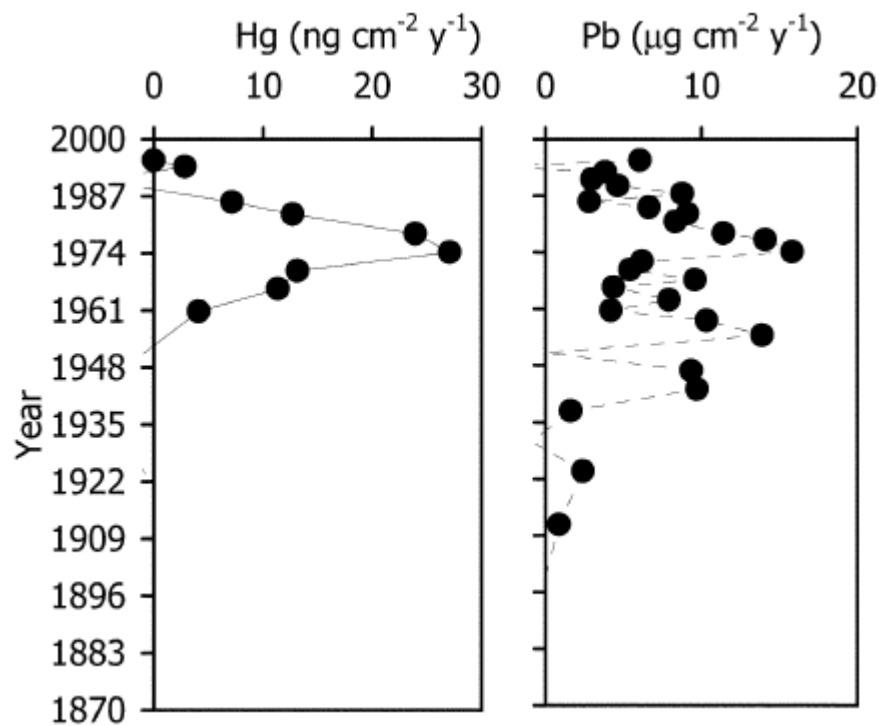 Hg (ng cm⁻² y⁻¹)
Pb (µg cm⁻² y⁻¹)
0 10 20 30
0 10 20
2000
1987
1974
1961
1948
1935
1922
1909
1896
1883
1870
Year